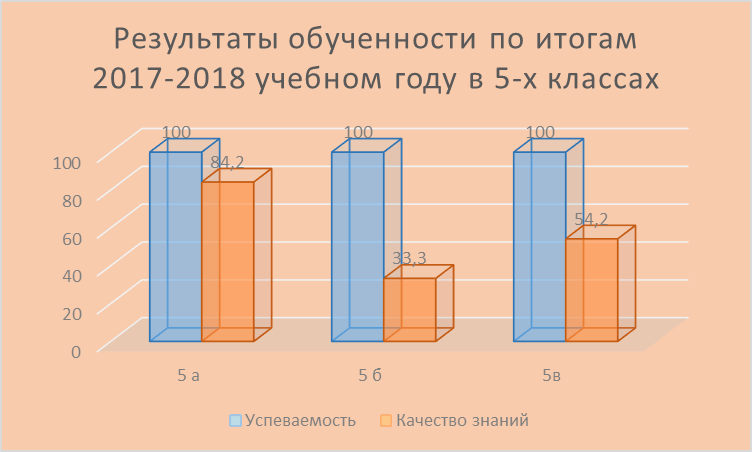 Результаты обученности по итогам
2017-2018 учебном году в 5-х классах
100
84,2
100
33,3
100
54,2
100
80
60
40
20
0
5 а
5 б
5в
Успеваемость
Качество знаний